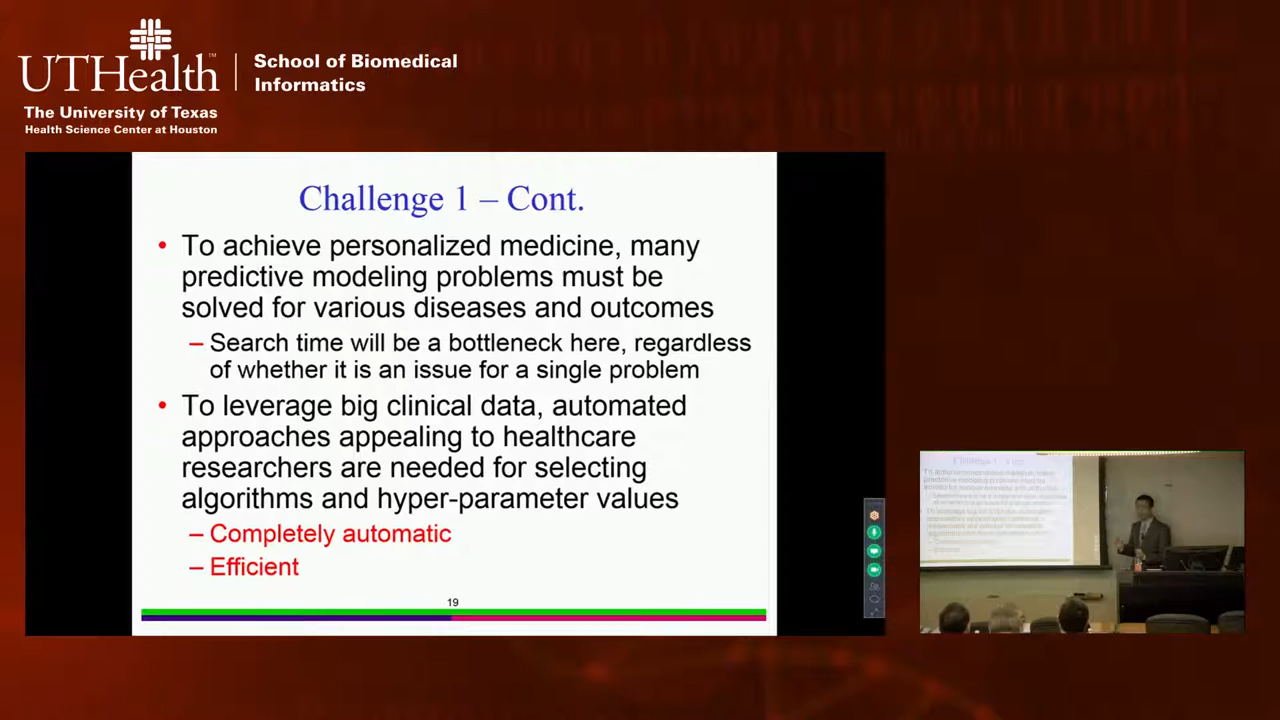 UTHealth™
School of Biomedical
Informatics
The University of Texas
Health Science Center at Houston
Challenge 1 – Cont.
• To achieve personalized medicine, many
predictive modeling problems must be
solved for various diseases and outcomes
– Search time will be a bottleneck here, regardless
of whether it is an issue for a single problem
• To leverage big clinical data, automated
approaches appealing to healthcare
researchers are needed for selecting
algorithms and hyper-parameter values
– Completely automatic
– Efficient
19